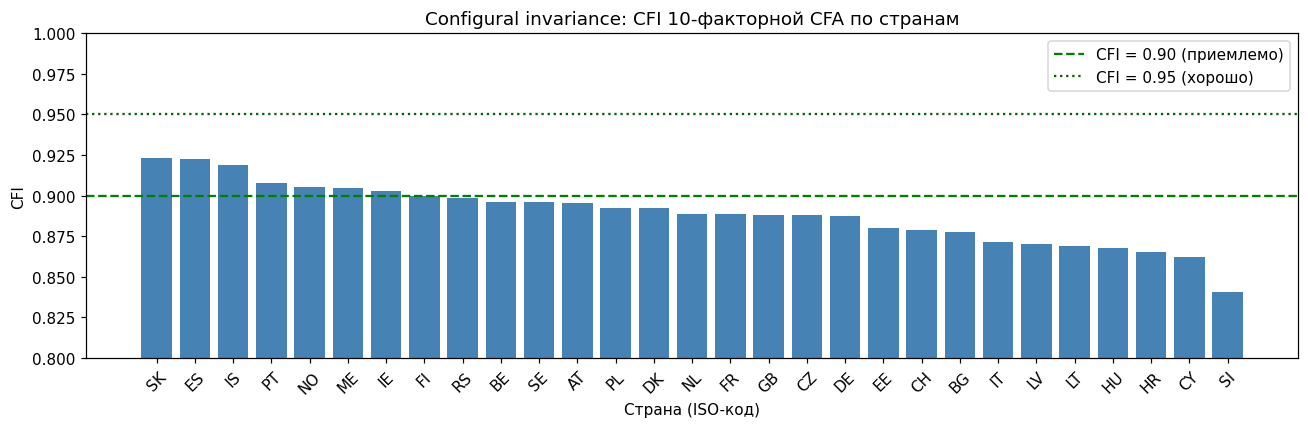 Configural invariance: CFI 10-факторной CFA по странам
CFI = 0.90 (приемлемо)
CFI = 0.95 (хорошо)
CFI
1.000
0.975
0.950
0.925
0.900
0.875
0.850
0.825
0.800
SK ES IS PT NO ME IE FI RS BE SE AT PL DK NL FR GB CZ DE EE CH BG IT LV LT HU HR CY SI
Страна (ISO-код)